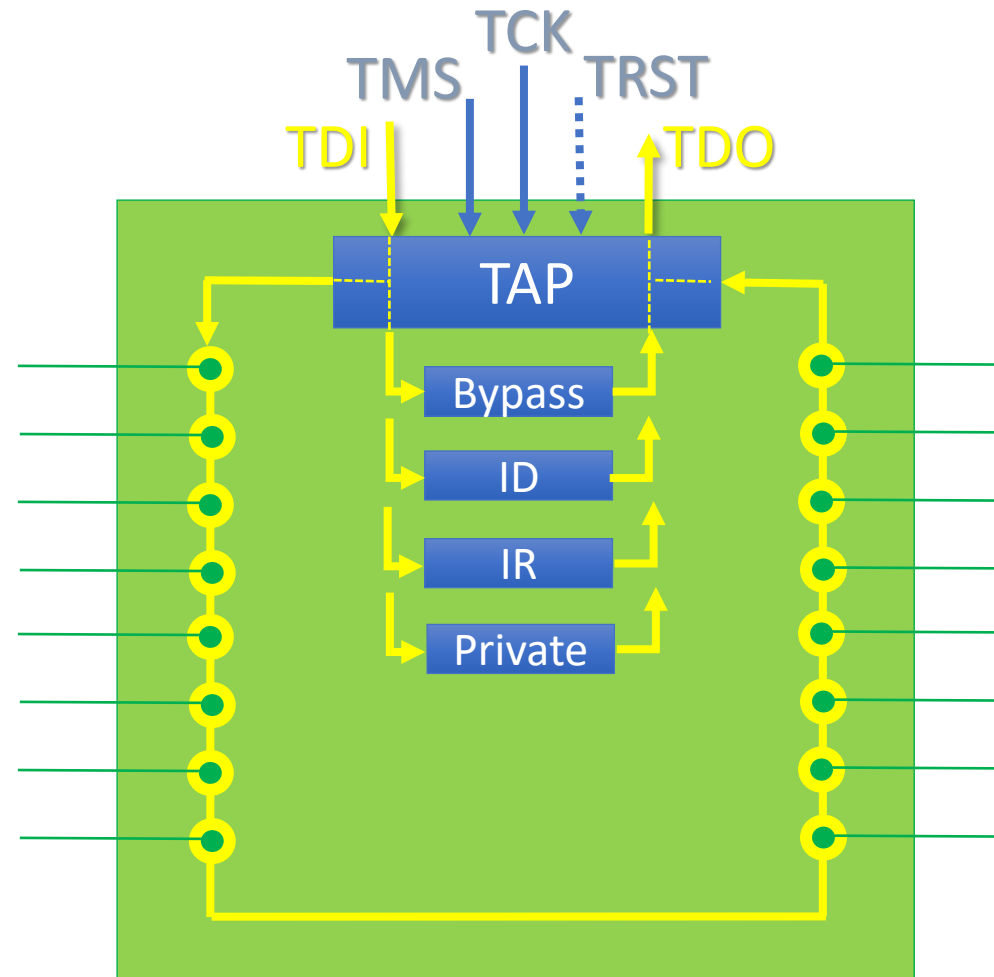 TCK
TMS
TRST
TDI
TDO
TAP
Bypass
ID
IR
Private